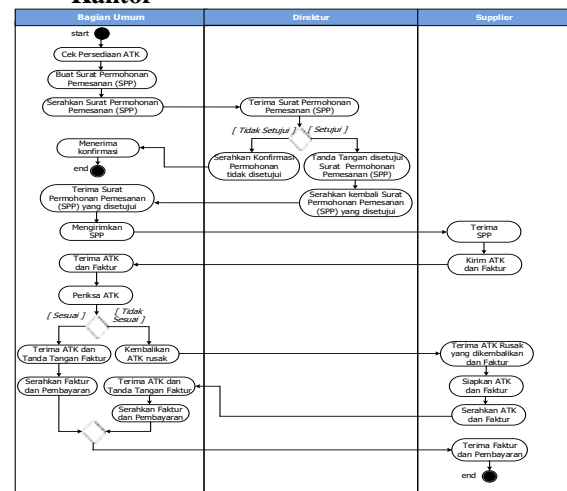 Kantor
Bagian Umum
Direktur
Supplier
start
Cek Persediaan ATK
Buat Surat Permohonan
Pemesanan (SPP)
Serahkan Surat Permohonan
Pemesanan (SPP)
Terima Surat Permohonan
Pemesanan (SPP)
[ Tidak Setujui ]
[ Setujui ]
Menerima
konfirmasi
Serahkan Konfirmasi
Permohonan
tidak disetujui
Tanda Tangan disetujui
Surat Permohonan
Pemesanan (SPP)
end
Terima Surat
Permohonan Pemesanan
(SPP) yang disetujui
Serahkan kembali Surat
Permohonan Pemesanan
(SPP) yang disetujui
Mengirimkan
SPP
Terima
SPP
Terima ATK
dan Faktur
Kirim ATK
dan Faktur
Periksa ATK
[ Sesuai ]
[ Tidak
Sesuai ]
Terima ATK dan
Tanda Tangan Faktur
Kembalikan
ATK rusak
Terima ATK Rusak
yang dikembalikan
dan Faktur
Serahkan Faktur
dan Pembayaran
Terima ATK dan
Tanda Tangan Faktur
Siapkan ATK
dan Faktur
Serahkan Faktur
dan Pembayaran
Serahkan ATK
dan Faktur
Terima Faktur
dan Pembayaran
end